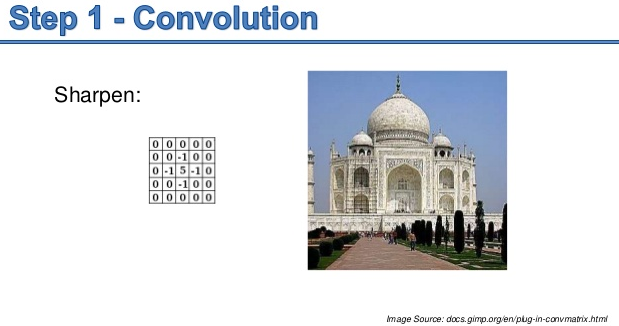 Step 1 - Convolution
Sharpen:
0 0 0 0 0
0 0 -1 0 0
0 -1 5 -1 0
0 0 -1 0 0
0 0 0 0 0
Image Source: docs.gimp.org/en/plug-in-convmatrix.html